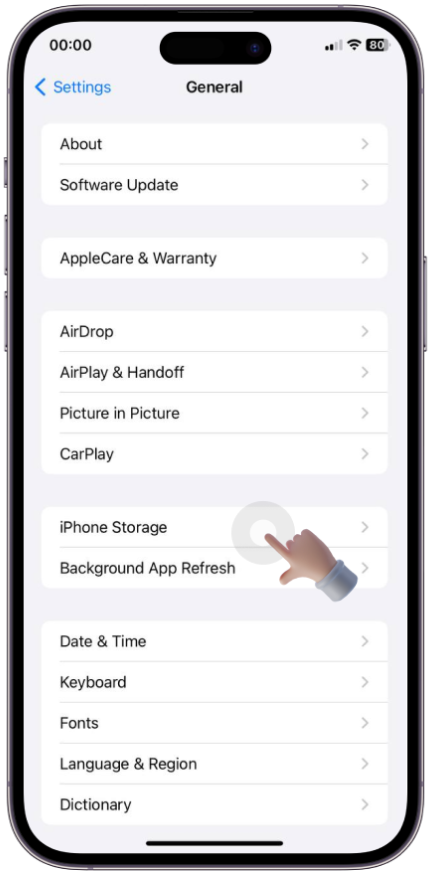 00:00
80
Settings
General
About
Software Update
AppleCare & Warranty
AirDrop
AirPlay & Handoff
Picture in Picture
CarPlay
iPhone Storage
Background App Refresh
Date & Time
Keyboard
Fonts
Language & Region
Dictionary